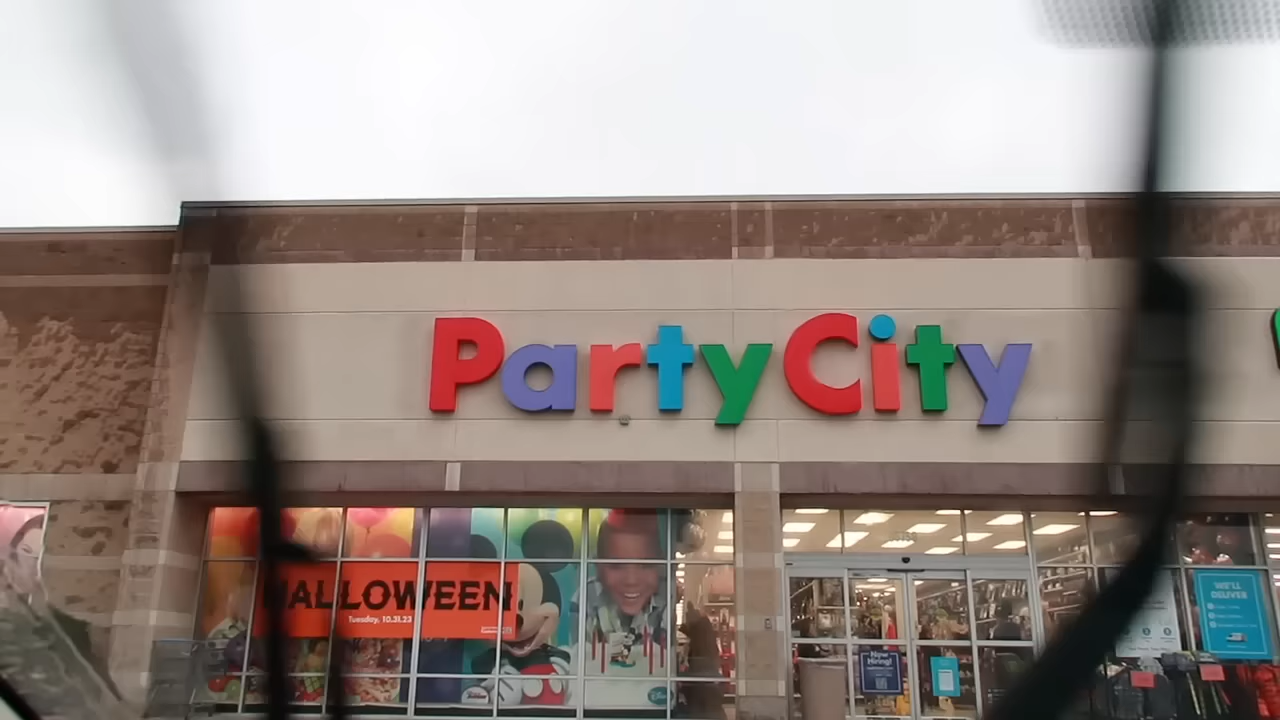 PartyCity
HALLOWEEN
Tuesday, 10.31.23
Now
Hiring!
WE'LL
DELIVER